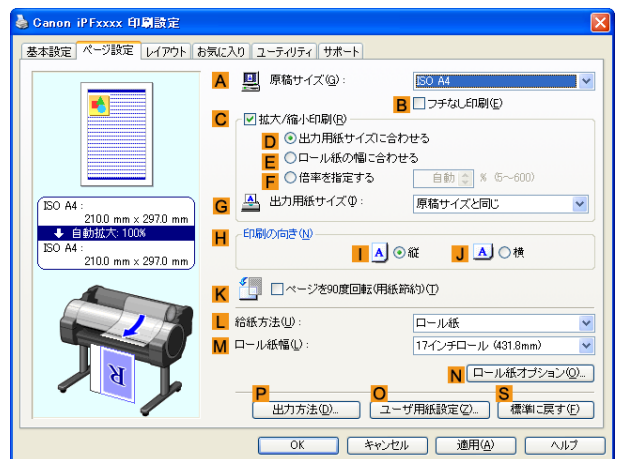 Canon iPFxxxx 印刷設定
基本設定 ページ設定 レイアウト お気に入り ユーティリティ サポート
A 原稿サイズ(G): ISO A4
B フチなし印刷(E)
C 拡大/縮小印刷(R)
D 出力用紙サイズに合わせる
E ロール紙の幅に合わせる
F 倍率を指定する 自動 % (5～600)
G A 出力用紙サイズ(I): 原稿サイズと同じ
ISO A4 :
210.0 mm x 297.0 mm
自動拡大: 100%
ISO A4 :
210.0 mm x 297.0 mm
H 印刷の向き(N)
I A 縦 J A 横
K ページを90度回転(用紙節約)(T)
L 給紙方法(U): ロール紙
M ロール紙幅(L): 17インチロール (431.8mm)
N ロール紙オプション(Q)...
R
P O S
出力方法(D)... ユーザ用紙設定(Z)... 標準に戻す(F)
OK キャンセル 適用(A) ヘルプ